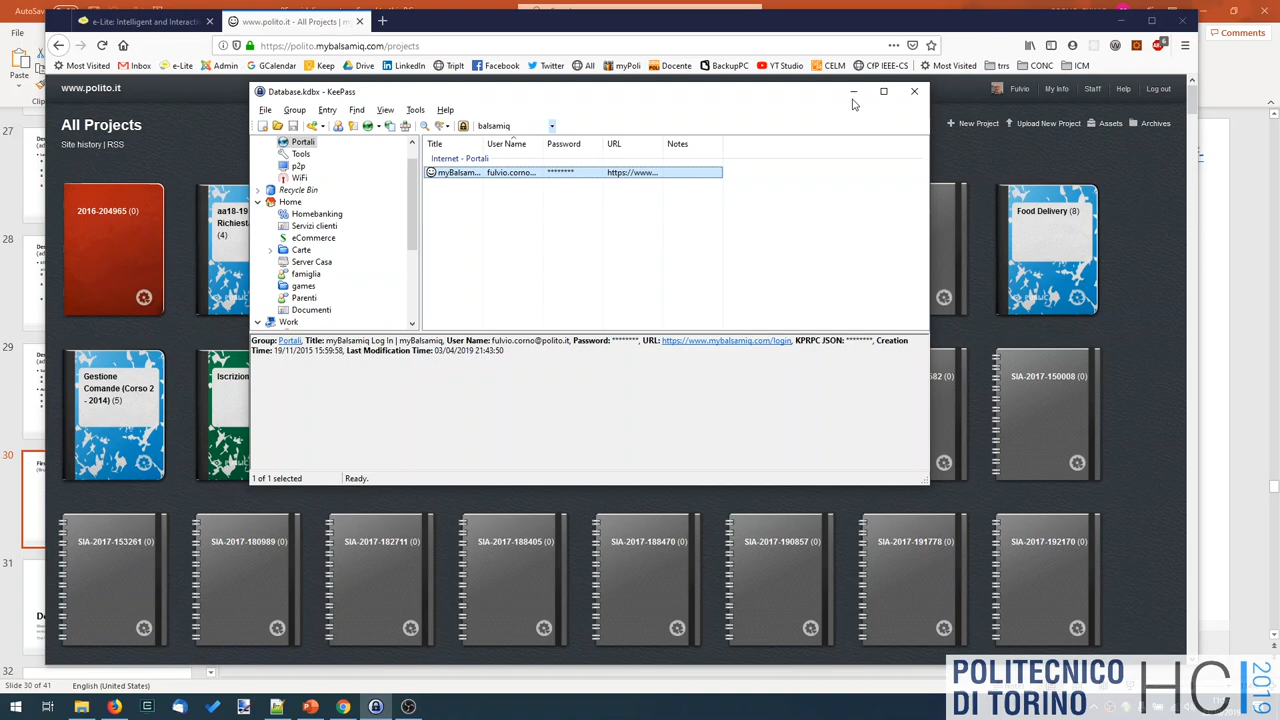 AutoSav
e-Lite: Intelligent and Interacti
www.polito.it - All Projects | m
File
Comments
https://polito.mybalsamiq.com/projects
Paste
Most Visited Inbox e-Lite Admin GCalendar Keep Drive LinkedIn TripIt Facebook Twitter All myPoli Docente BackupPC YT Studio CELM CfP IEEE-CS Most Visited trrs CONC ICM
www.polito.it
Database.kdbx - KeePass
Fulvio My Info Staff Help Log out
File Group Entry Find View Tools Help
All Projects
balsamiq
New Project Upload New Project Assets Archives
27
Site history | RSS
Portali
Tools
p2p
WiFi
Recycle Bin
Home
Homebanking
Servizi clienti
eCommerce
Carte
Server Casa
famiglia
games
Parenti
Documenti
Work
Title User Name Password URL Notes
Internet - Portali
myBalsam... fulvio.corno... ******** https://www....
2016-204965 (0)
aa18-19
Richiest
(4)
Food Delivery (8)
28
Group: Portali, Title: myBalsamiq Log In | myBalsamiq, User Name: fulvio.corno@polito.it, Password: ********, URL: https://www.mybalsamiq.com/login, KPRPC JSON: ********, Creation
Time: 19/11/2015 15:59:58, Last Modification Time: 03/04/2019 21:43:50
29
Gestione
Comande (Corso 2
- 2014) (5)
Iscrizion
682 (0)
SIA-2017-150008 (0)
30
1 of 1 selected Ready.
SIA-2017-153261 (0) SIA-2017-180989 (0) SIA-2017-182711 (0) SIA-2017-188405 (0) SIA-2017-188470 (0) SIA-2017-190857 (0) SIA-2017-191778 (0) SIA-2017-192170 (0)
31
32
Slide 30 of 41 English (United States)
POLITECNICO
DI TORINO
HCI
2019